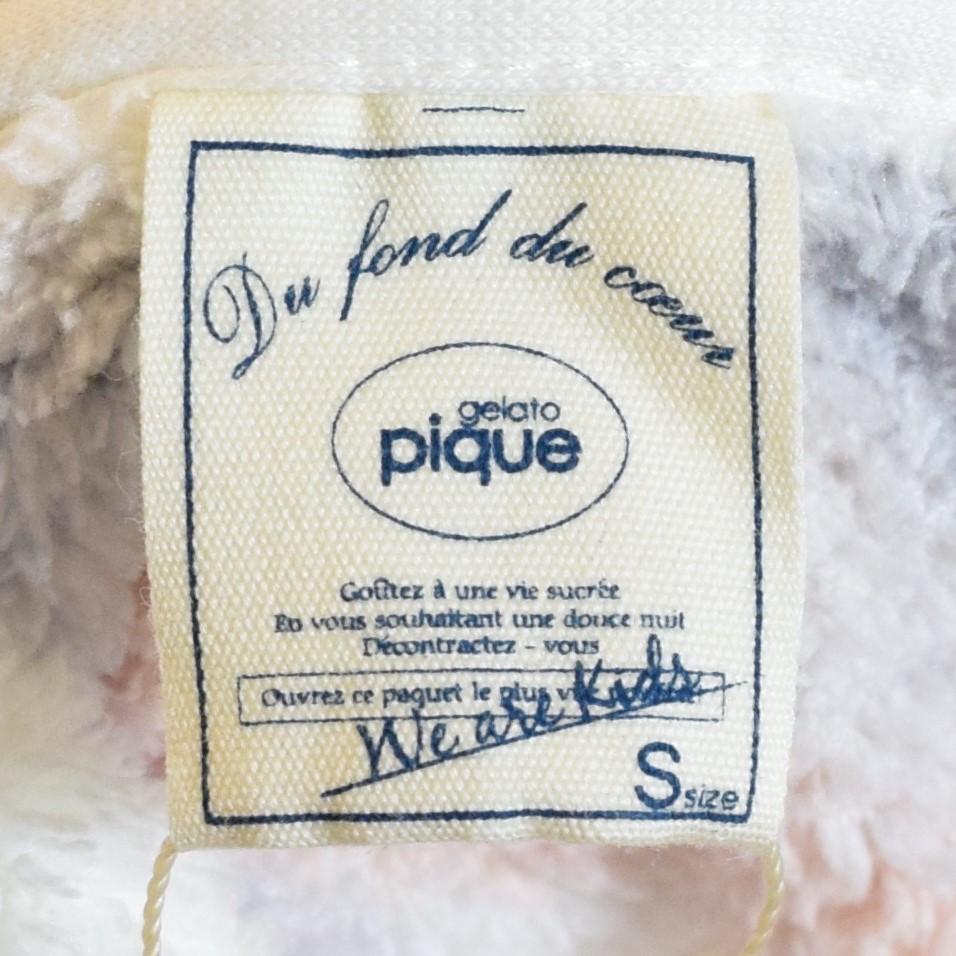 Du fond du cœur
gelato
pique
Goûtez à une vie sucrée
En vous souhaitant une douce nuit
Décontractez - vous
Ouvrez ce paquet le plus vite
We are Kids
S size